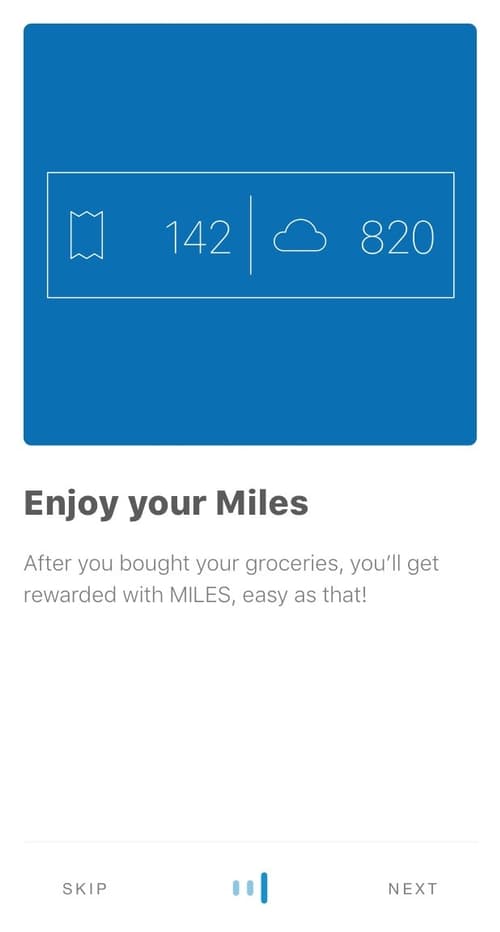 142 820
Enjoy your Miles
After you bought your groceries, you’ll get
rewarded with MILES, easy as that!
SKIP NEXT